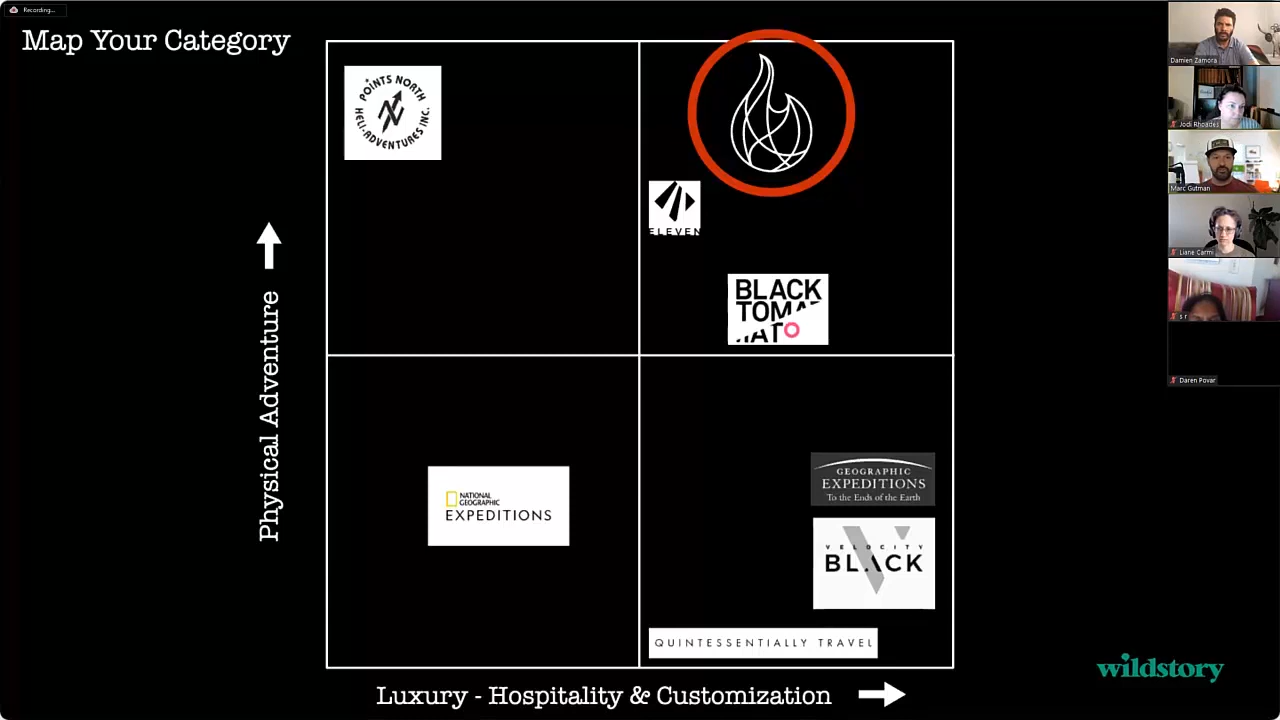 Recording...
Map Your Category
POINTS NORTH
HELI-ADVENTURES INC.
ELEVEN
BLACK
TOMATO
Physical Adventure
NATIONAL
GEOGRAPHIC
EXPEDITIONS
GEOGRAPHIC
EXPEDITIONS
To the Ends of the Earth
VELOCITY
BLACK
QUINTESSENTIALLY TRAVEL
Luxury - Hospitality & Customization
wildstory
Damien Zamora
Jodi Rhoades
Marc Gutman
Liane Carmi
s r
Daren Povar